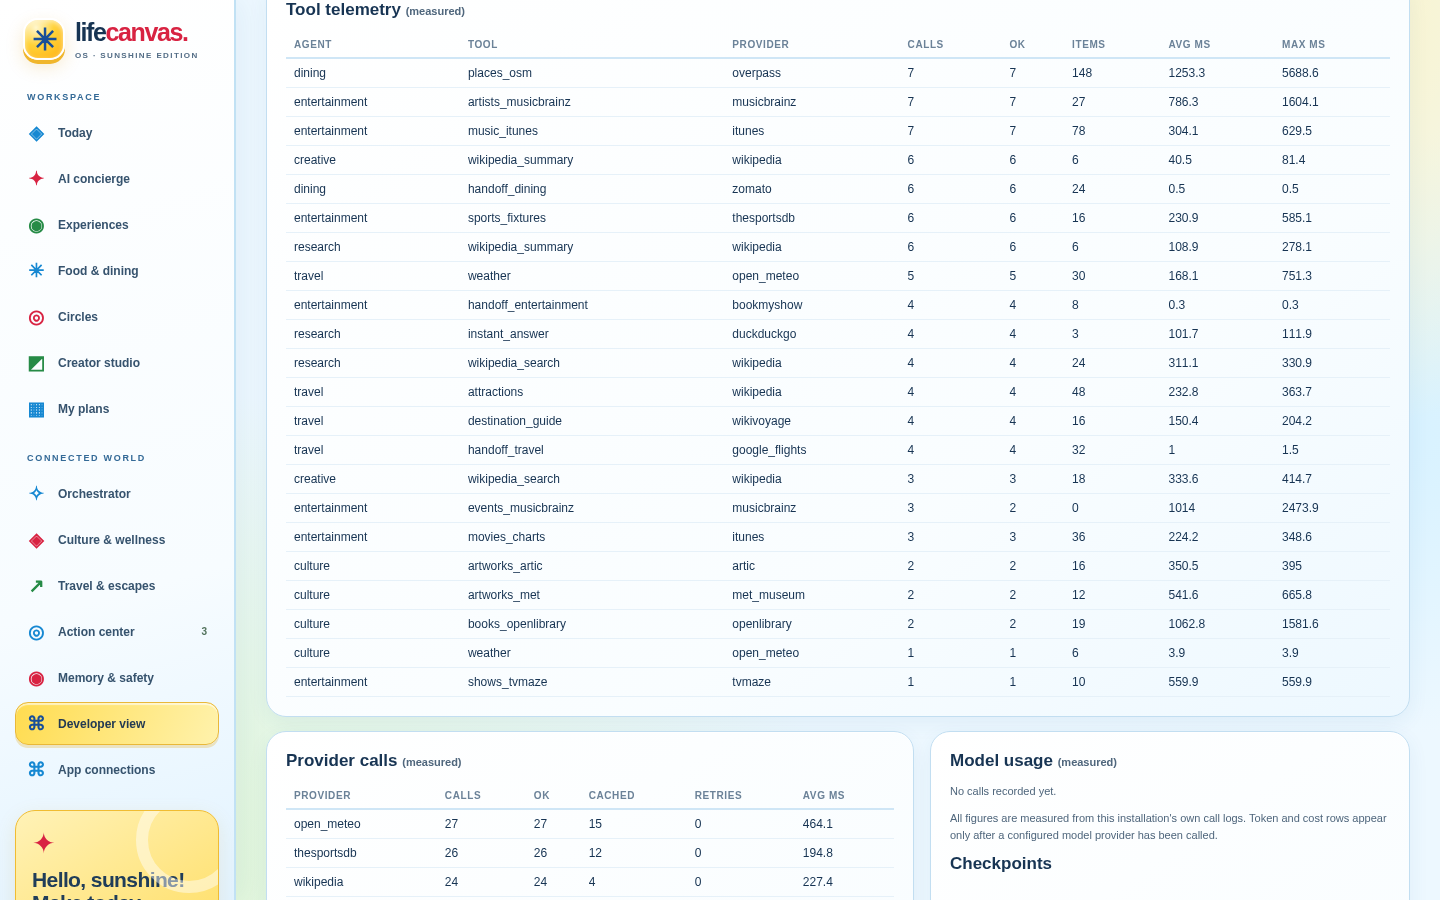 lifecanvas.
OS · SUNSHINE EDITION
WORKSPACE
Today
AI concierge
Experiences
Food & dining
Circles
Creator studio
My plans
CONNECTED WORLD
Orchestrator
Culture & wellness
Travel & escapes
Action center 3
Memory & safety
Developer view
App connections
Hello, sunshine!
Tool telemetry (measured)
AGENT TOOL PROVIDER CALLS OK ITEMS AVG MS MAX MS
dining places_osm overpass 7 7 148 1253.3 5688.6
entertainment artists_musicbrainz musicbrainz 7 7 27 786.3 1604.1
entertainment music_itunes itunes 7 7 78 304.1 629.5
creative wikipedia_summary wikipedia 6 6 6 40.5 81.4
dining handoff_dining zomato 6 6 24 0.5 0.5
entertainment sports_fixtures thesportsdb 6 6 16 230.9 585.1
research wikipedia_summary wikipedia 6 6 6 108.9 278.1
travel weather open_meteo 5 5 30 168.1 751.3
entertainment handoff_entertainment bookmyshow 4 4 8 0.3 0.3
research instant_answer duckduckgo 4 4 3 101.7 111.9
research wikipedia_search wikipedia 4 4 24 311.1 330.9
travel attractions wikipedia 4 4 48 232.8 363.7
travel destination_guide wikivoyage 4 4 16 150.4 204.2
travel handoff_travel google_flights 4 4 32 1 1.5
creative wikipedia_search wikipedia 3 3 18 333.6 414.7
entertainment events_musicbrainz musicbrainz 3 2 0 1014 2473.9
entertainment movies_charts itunes 3 3 36 224.2 348.6
culture artworks_artic artic 2 2 16 350.5 395
culture artworks_met met_museum 2 2 12 541.6 665.8
culture books_openlibrary openlibrary 2 2 19 1062.8 1581.6
culture weather open_meteo 1 1 6 3.9 3.9
entertainment shows_tvmaze tvmaze 1 1 10 559.9 559.9
Provider calls (measured)
PROVIDER CALLS OK CACHED RETRIES AVG MS
open_meteo 27 27 15 0 464.1
thesportsdb 26 26 12 0 194.8
wikipedia 24 24 4 0 227.4
Model usage (measured)
No calls recorded yet.
All figures are measured from this installation's own call logs. Token and cost rows appear
only after a configured model provider has been called.
Checkpoints